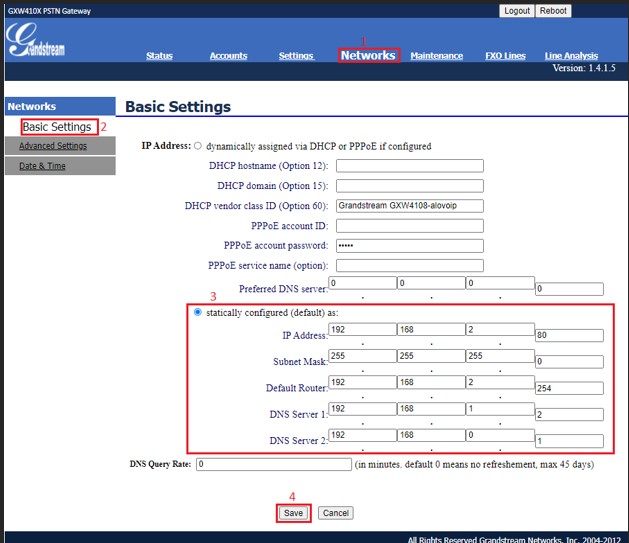 GXW410X PSTN Gateway
Logout Reboot
Grandstream
1
Status Accounts Settings Networks Maintenance FXO Lines Line Analysis
Version: 1.4.1.5
Networks
Basic Settings 2
Advanced Settings
Date & Time
Basic Settings
IP Address: dynamically assigned via DHCP or PPPoE if configured
DHCP hostname (Option 12):
DHCP domain (Option 15):
DHCP vendor class ID (Option 60): Grandstream GXW4108-alovoip
PPPoE account ID:
PPPoE account password: •••••
PPPoE service name (option):
Preferred DNS server: 0 . 0 . 0 . 0
3
statically configured (default) as:
IP Address: 192 . 168 . 2 . 80
Subnet Mask: 255 . 255 . 255 . 0
Default Router: 192 . 168 . 2 . 254
DNS Server 1: 192 . 168 . 1 . 2
DNS Server 2: 192 . 168 . 0 . 1
DNS Query Rate: 0 (in minutes. default 0 means no refreshement, max 45 days)
4
Save Cancel
All Rights Reserved Grandstream Networks, Inc. 2004-2012